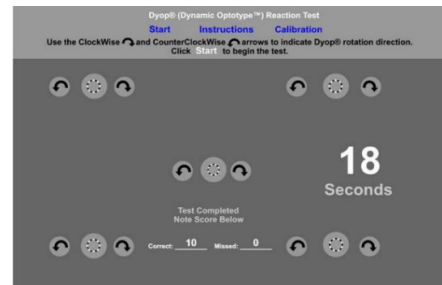 Dyop® (Dynamic Optotype™) Reaction Test
Start Instructions Calibration
Use the ClockWise and CounterClockWise arrows to indicate Dyop® rotation direction.
Click Start to begin the test.
18
Seconds
Test Completed
Note Score Below
Correct: 10 Missed: 0